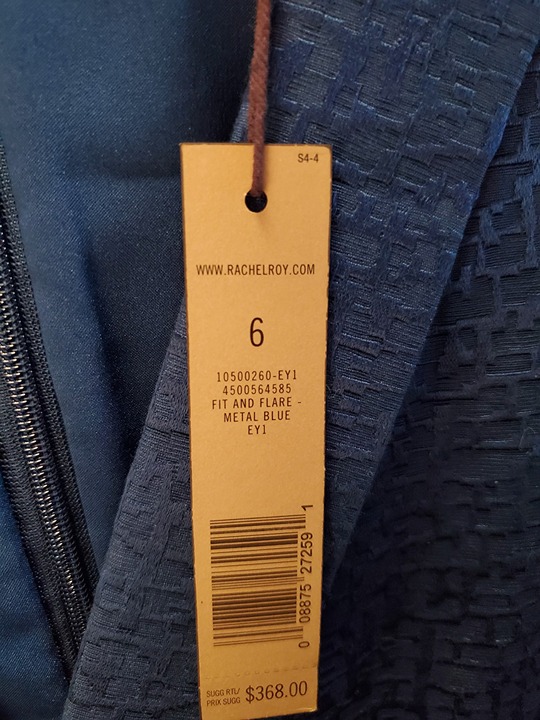 S4-4
WWW.RACHELROY.COM
6
10500260-EY1
4500564585
FIT AND FLARE -
METAL BLUE
EY1
0 08875 27259 1
SUGG RTL/
PRIX SUGG $368.00